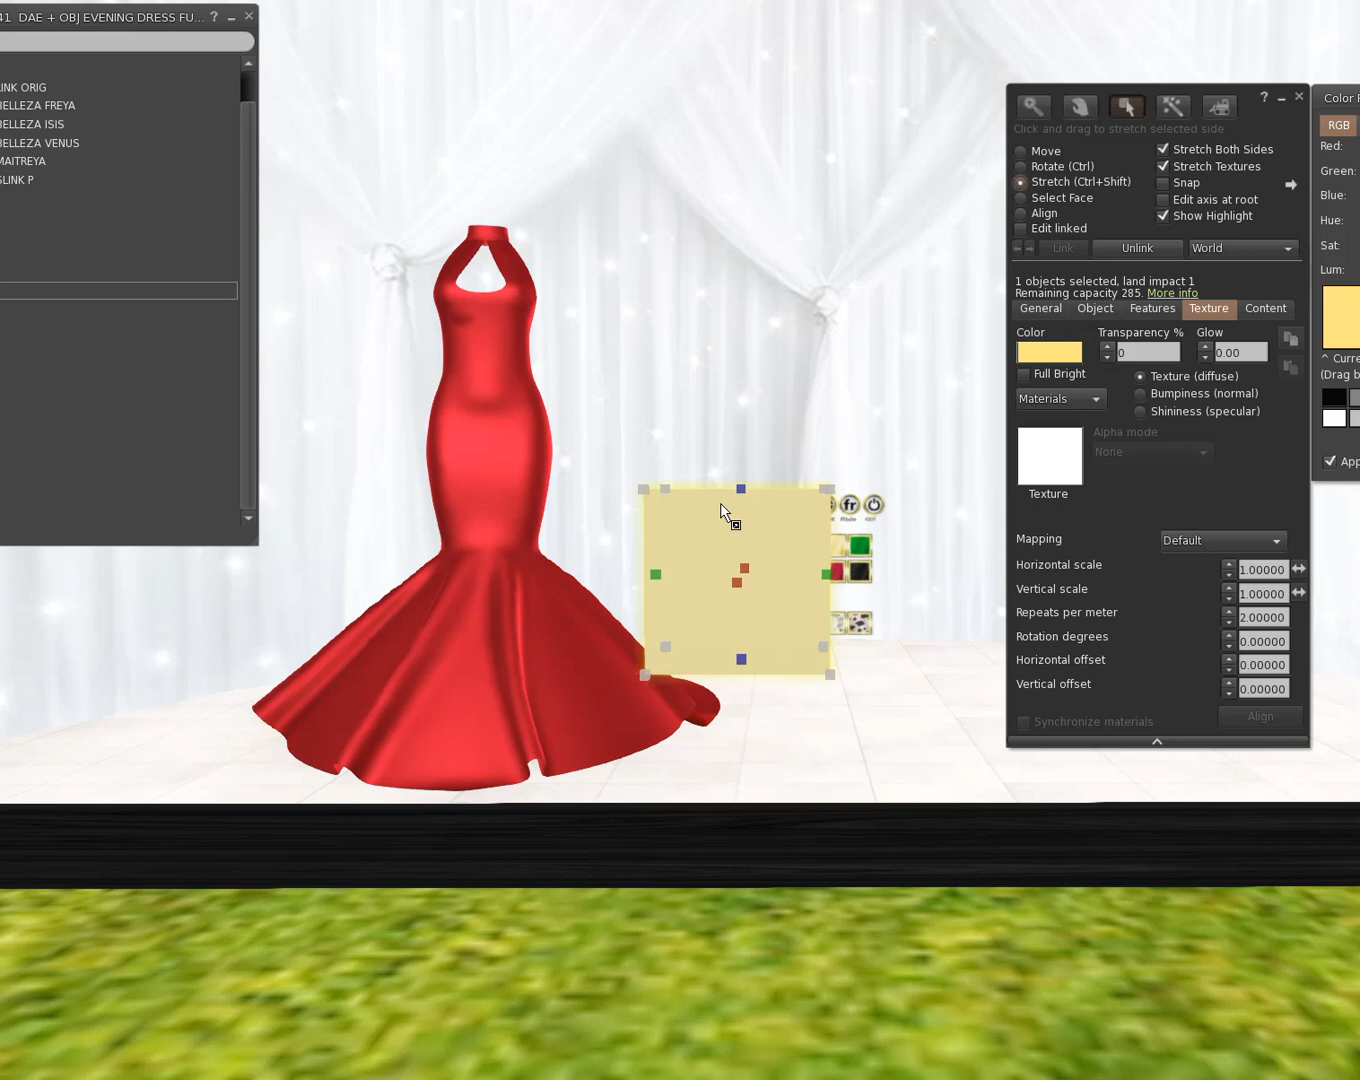 41 DAE + OBJ EVENING DRESS FU... ?
LINK ORIG
BELLEZA FREYA
BELLEZA ISIS
BELLEZA VENUS
MAITREYA
SLINK P
fr
?
Click and drag to stretch selected side
Move
Rotate (Ctrl)
Stretch (Ctrl+Shift)
Select Face
Align
Edit linked
Stretch Both Sides
Stretch Textures
Snap
Edit axis at root
Show Highlight
Link Unlink World
1 objects selected, land impact 1
Remaining capacity 285. More info
General Object Features Texture Content
Color Transparency % Glow
0 0.00
Full Bright
Materials
Texture (diffuse)
Bumpiness (normal)
Shininess (specular)
Alpha mode
None
Texture
Mapping Default
Horizontal scale 1.00000
Vertical scale 1.00000
Repeats per meter 2.00000
Rotation degrees 0.00000
Horizontal offset 0.00000
Vertical offset 0.00000
Synchronize materials Align
Color
RGB
Red:
Green:
Blue:
Hue:
Sat:
Lum:
^ Curre
(Drag b
App